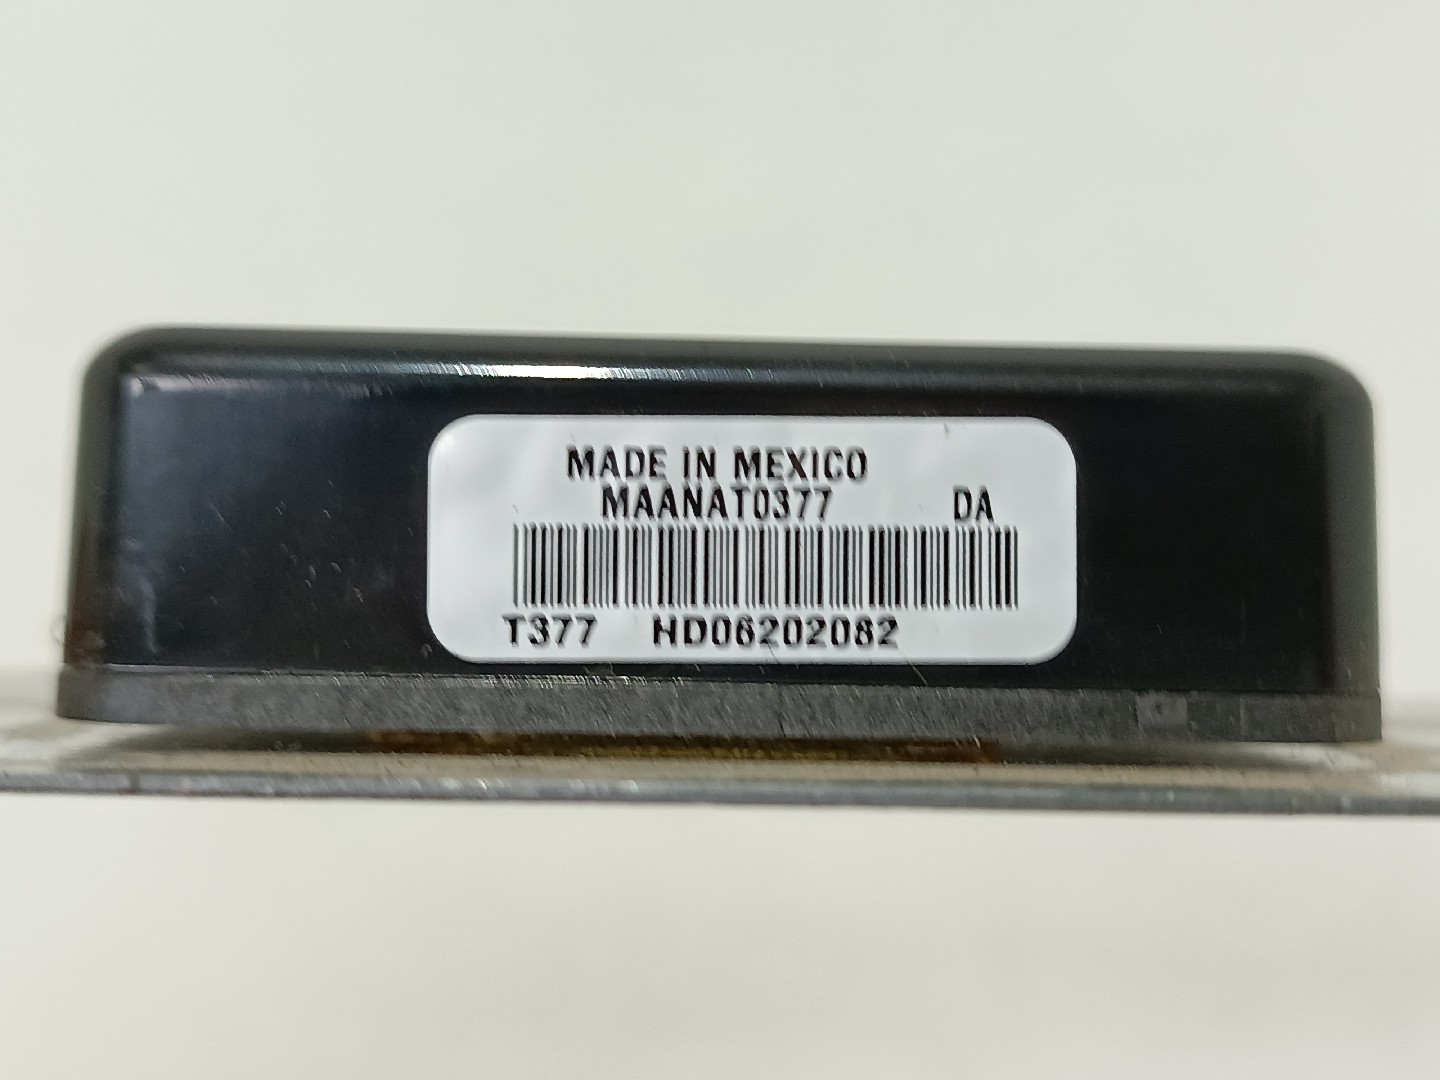 MADE IN MEXICO
MAANAT0377 DA
T377 HD06202082